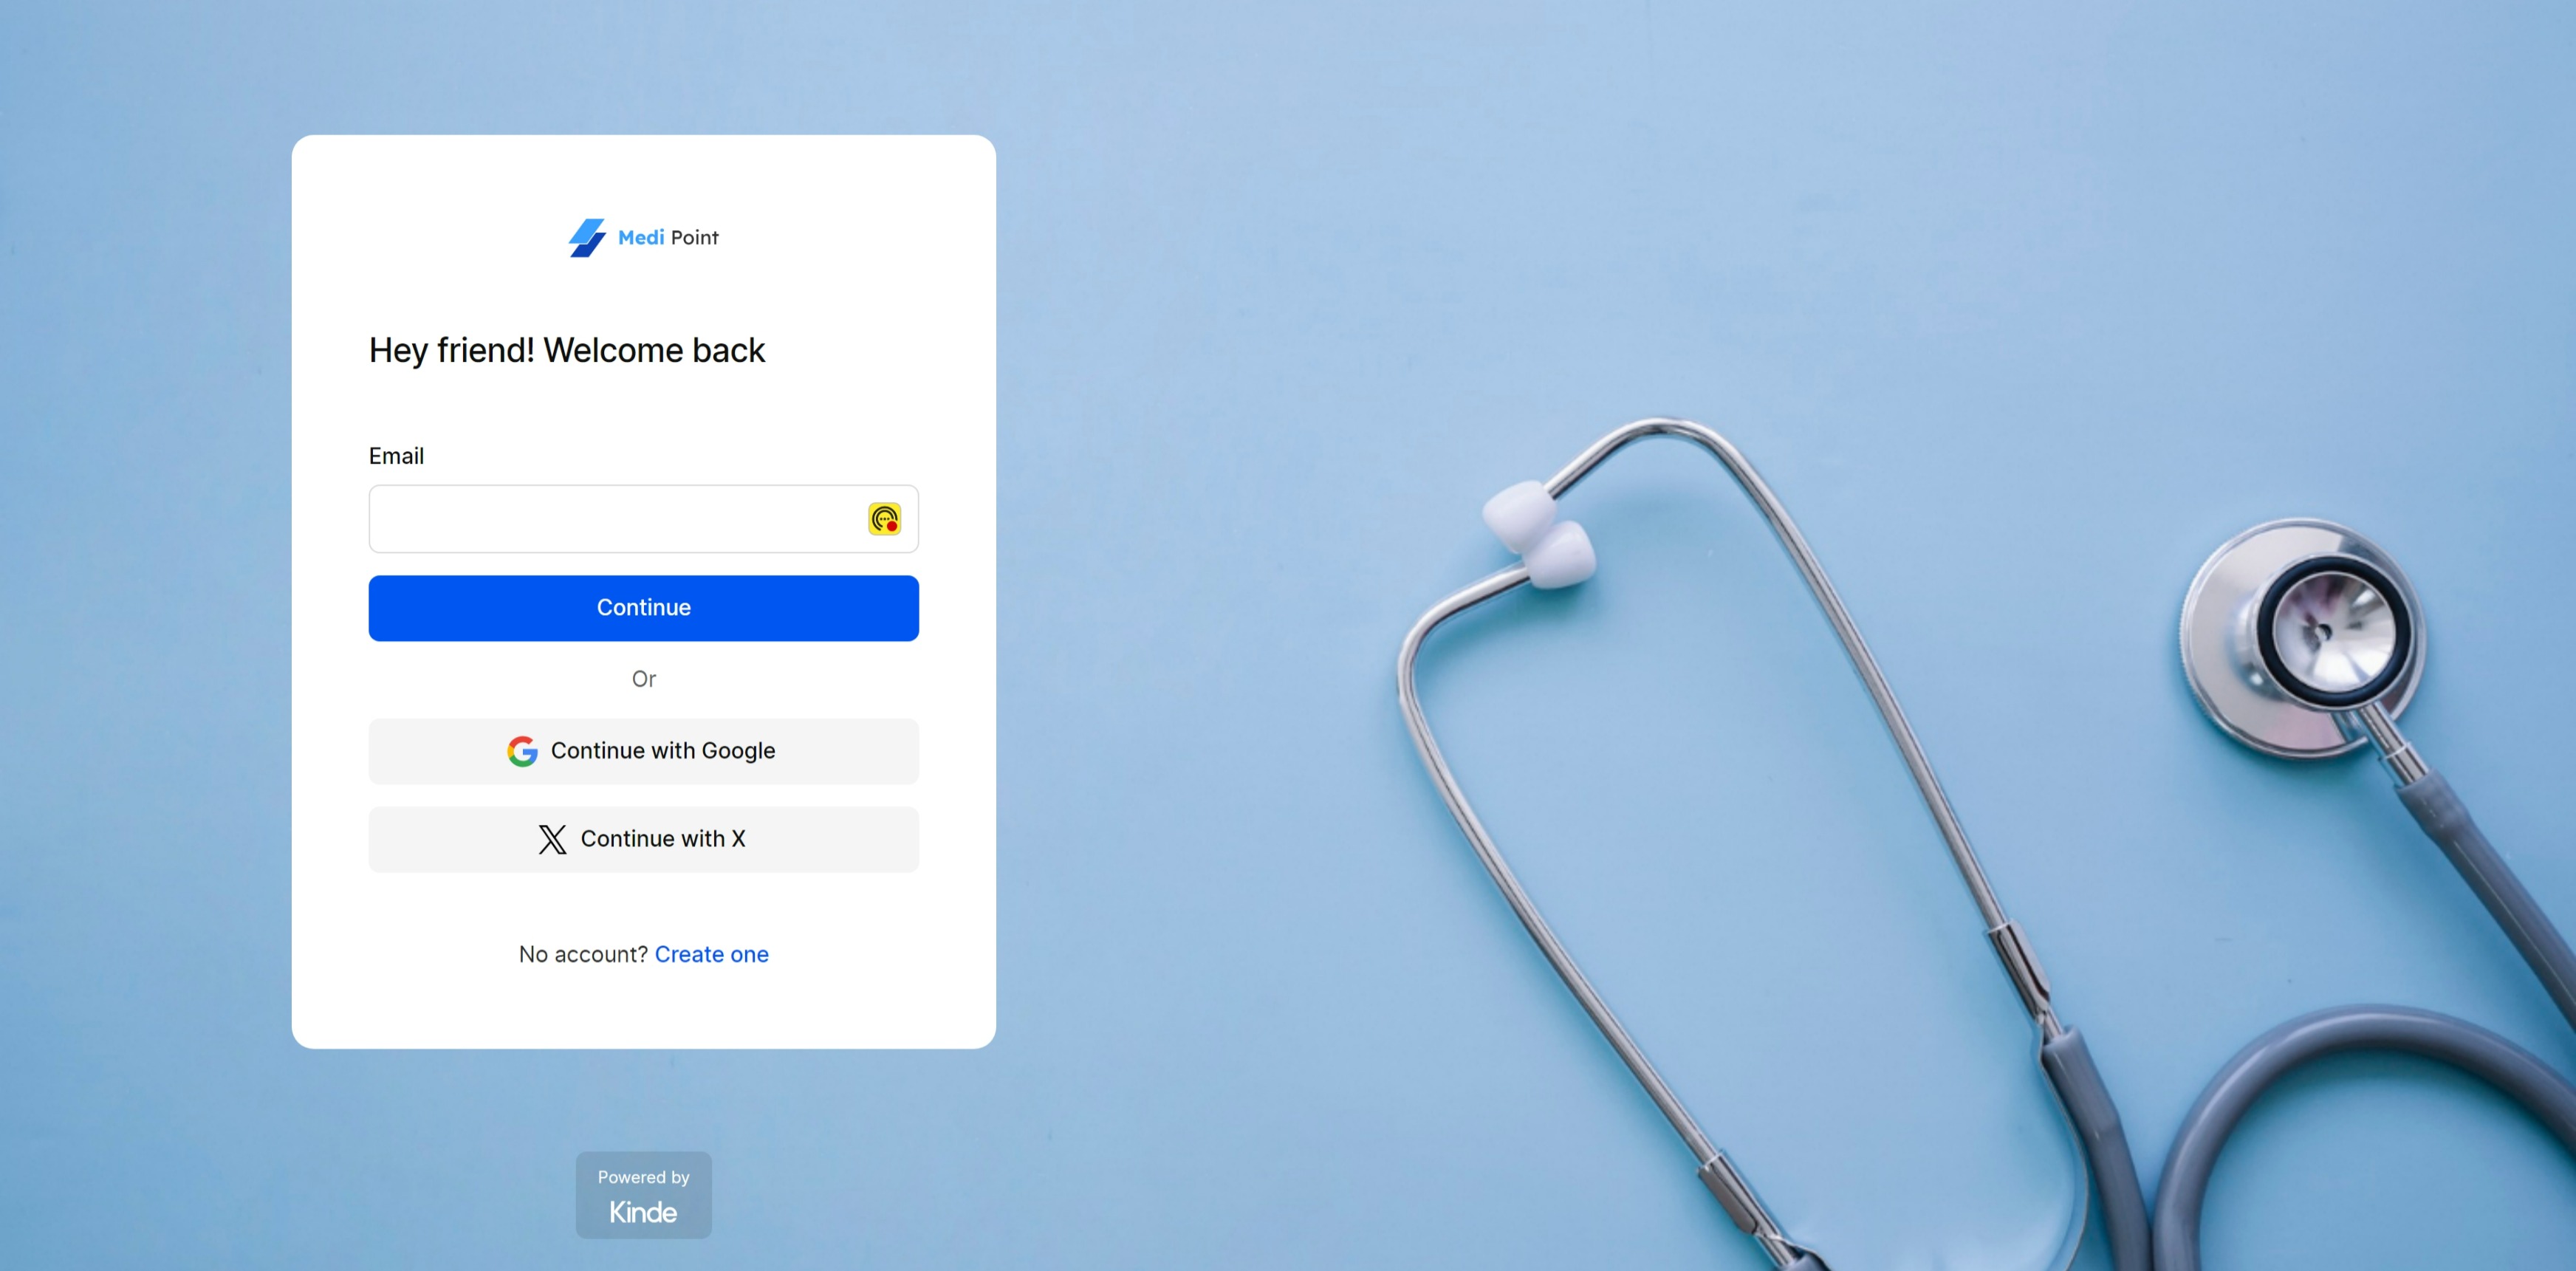 Medi Point
Hey friend! Welcome back
Email
Continue
Or
Continue with Google
Continue with X
No account? Create one
Powered by
Kinde